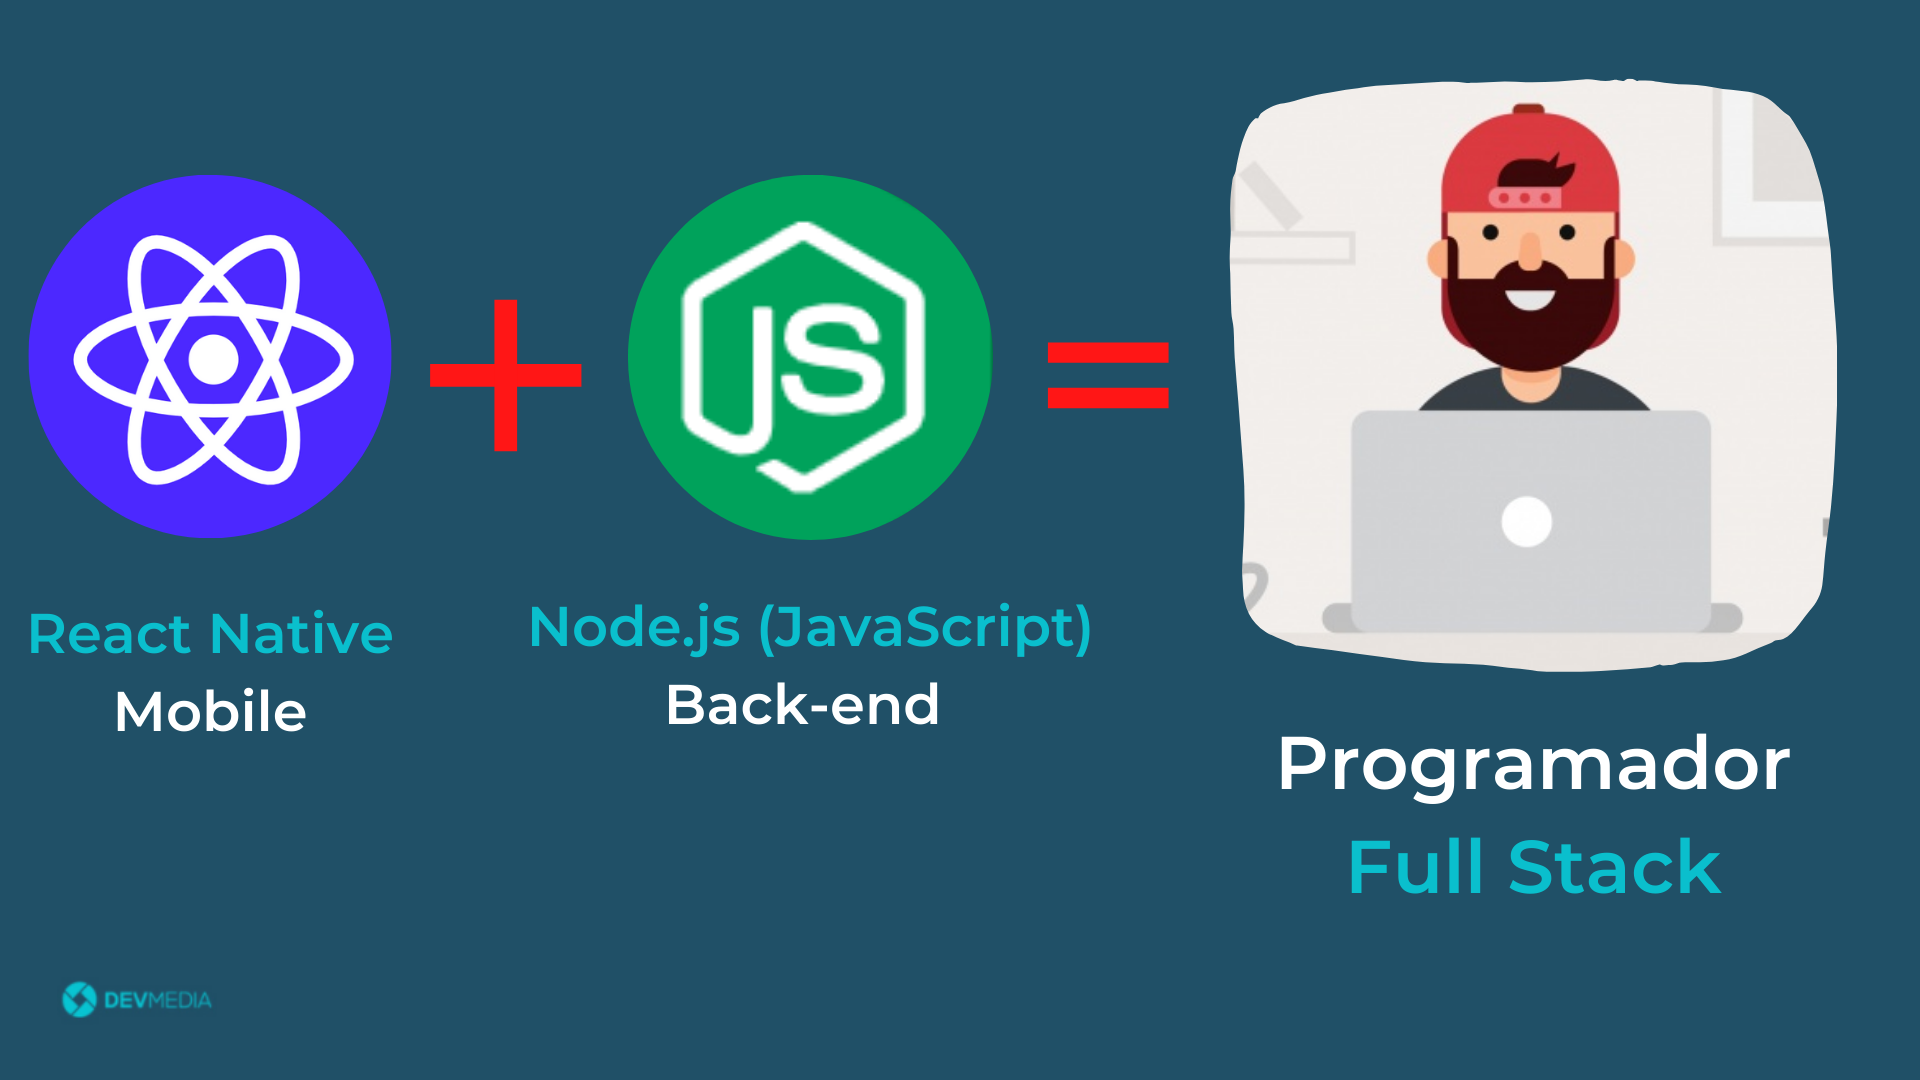 React Native
Mobile
JS
Node.js (JavaScript)
Back-end
Programador
Full Stack
DEVMEDIA